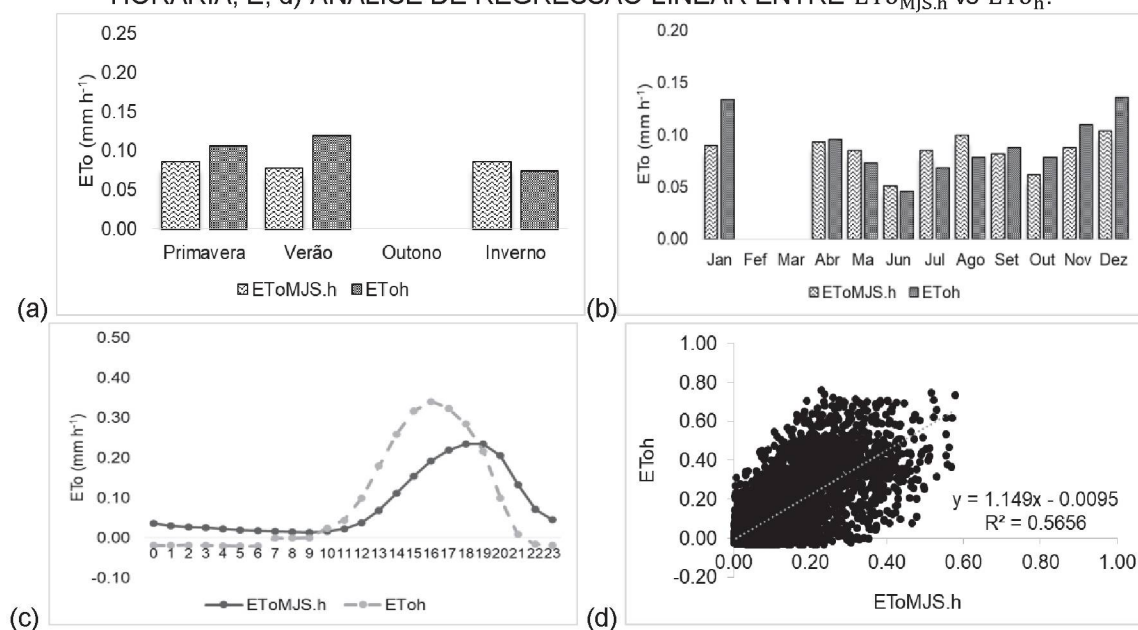 HORÁRIA; E, d) ANÁLISE DE REGRESSÃO LINEAR ENTRE EToMJS.h vs EToh.
0.25
0.20
0.15
0.10
0.05
0.00
ETo (mm h-1)
Primavera Verão Outono Inverno
EToMJS.h EToh
(a)
0.20
0.15
0.10
0.05
0.00
ETo (mm h-1)
Jan Fef Mar Abr Ma Jun Jul Ago Set Out Nov Dez
EToMJS.h EToh
(b)
0.50
0.40
0.30
0.20
0.10
0.00
-0.10
ETo (mm h-1)
0 1 2 3 4 5 6 7 8 9 10 11 12 13 14 15 16 17 18 19 20 21 22 23
EToMJS.h EToh
(c)
1.00
0.80
0.60
0.40
0.20
0.00
-0.20
EToh
y = 1.149x - 0.0095
R² = 0.5656
0.00 0.20 0.40 0.60 0.80 1.00
EToMJS.h
(d)